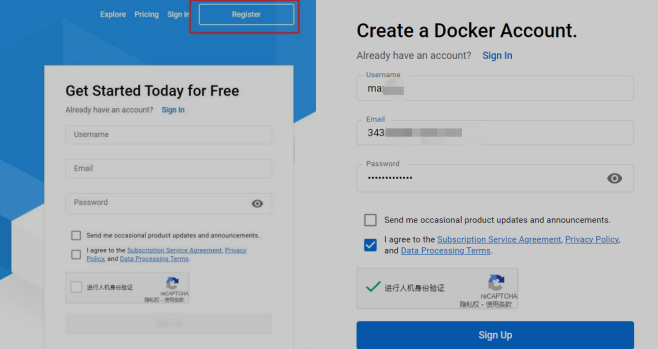 Explore Pricing Sign In Register
Get Started Today for Free
Already have an account? Sign In
Username
Email
Password
Send me occasional product updates and announcements.
I agree to the Subscription Service Agreement, Privacy
Policy, and Data Processing Terms.
进行人机身份验证
reCAPTCHA
隐私权 - 使用条款
Sign Up
Create a Docker Account.
Already have an account? Sign In
Username
ma
Email
343
Password
Send me occasional product updates and announcements.
I agree to the Subscription Service Agreement, Privacy Policy,
and Data Processing Terms.
进行人机身份验证
reCAPTCHA
隐私权 - 使用条款
Sign Up